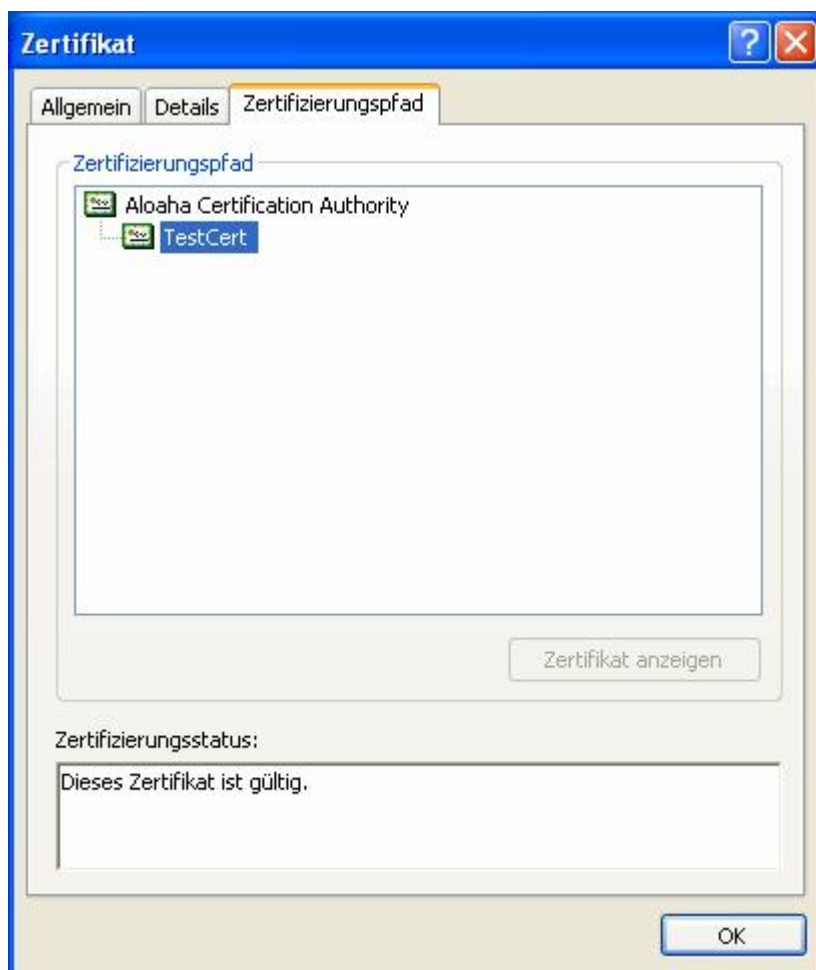 Zertifikat
Allgemein Details Zertifizierungspfad
Zertifizierungspfad
Aloaha Certification Authority
TestCert
Zertifikat anzeigen
Zertifizierungsstatus:
Dieses Zertifikat ist gültig.
OK